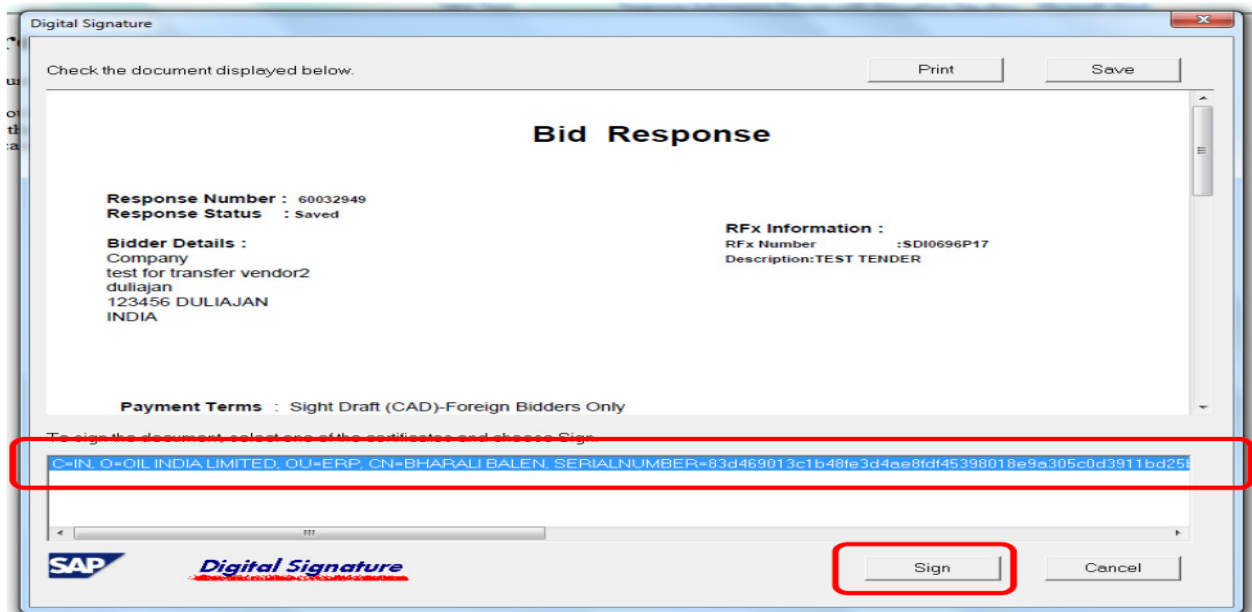 Digital Signature
Check the document displayed below.
Print
Save
Bid Response
Response Number : 60032949
Response Status : Saved
RFx Information :
Bidder Details :
RFx Number :SDI0696P17
Company
Description:TEST TENDER
test for transfer vendor2
duliajan
123456 DULIAJAN
INDIA
Payment Terms : Sight Draft (CAD)-Foreign Bidders Only
To sign the document, select one of the certificates and choose Sign
C=IN, O=OIL INDIA LIMITED, OU=ERP, CN=BHARALI BALEN, SERIALNUMBER=83d469013c1b48fe3d4ae8fdf45398018e9a305c0d3911bd25
SAP
Digital Signature
Sign
Cancel